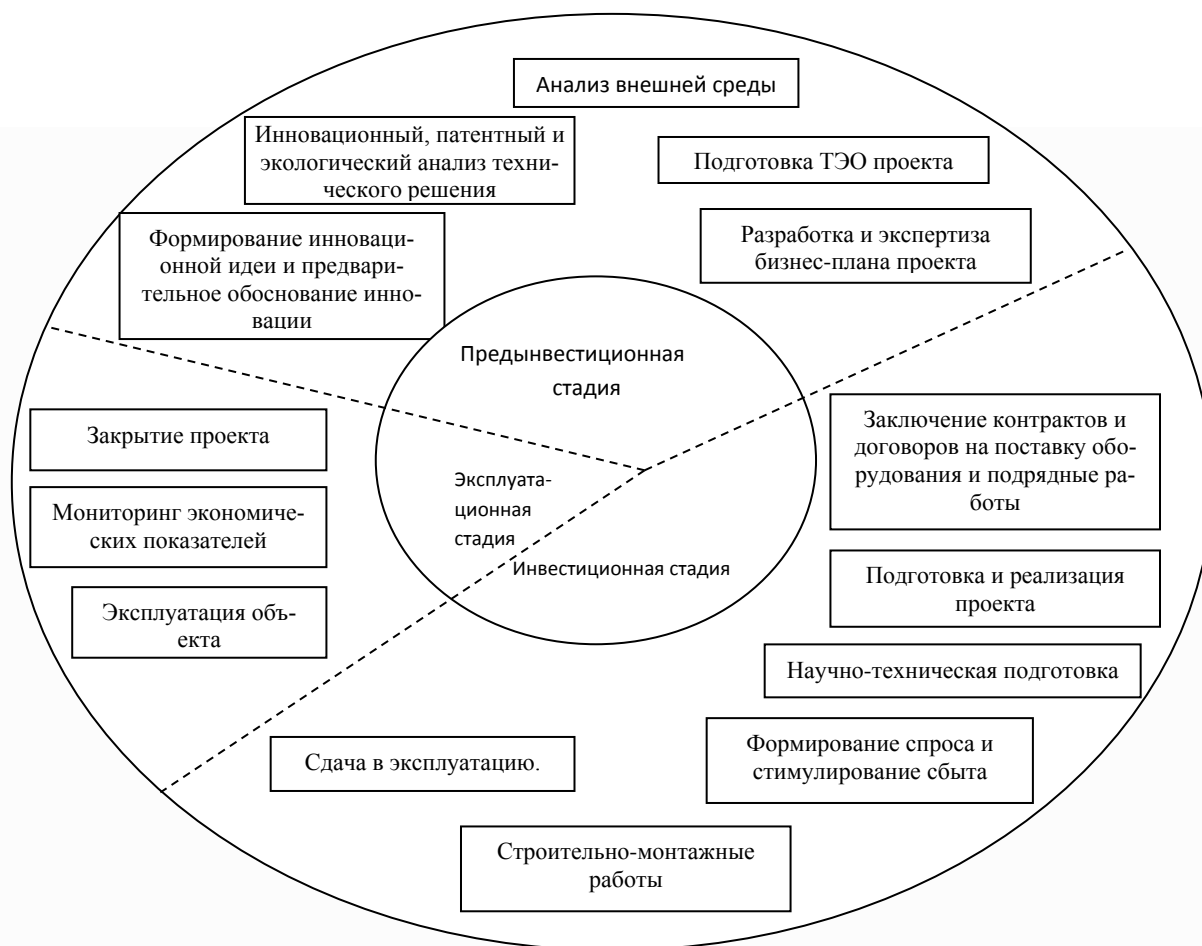 Анализ внешней среды
Инновационный, патентный и
экологический анализ техни-
ческого решения
Подготовка ТЭО проекта
Формирование инноваци-
онной идеи и предвари-
тельное обоснование инно-
вации
Разработка и экспертиза
бизнес-плана проекта
Предынвестиционная
стадия
Закрытие проекта
Заключение контрактов и
договоров на поставку обо-
рудования и подрядные ра-
боты
Эксплуата-
ционная
стадия
Мониторинг экономиче-
ских показателей
Инвестиционная стадия
Подготовка и реализация
проекта
Эксплуатация объ-
екта
Научно-техническая подготовка
Формирование спроса и
стимулирование сбыта
Сдача в эксплуатацию.
Строительно-монтажные
работы